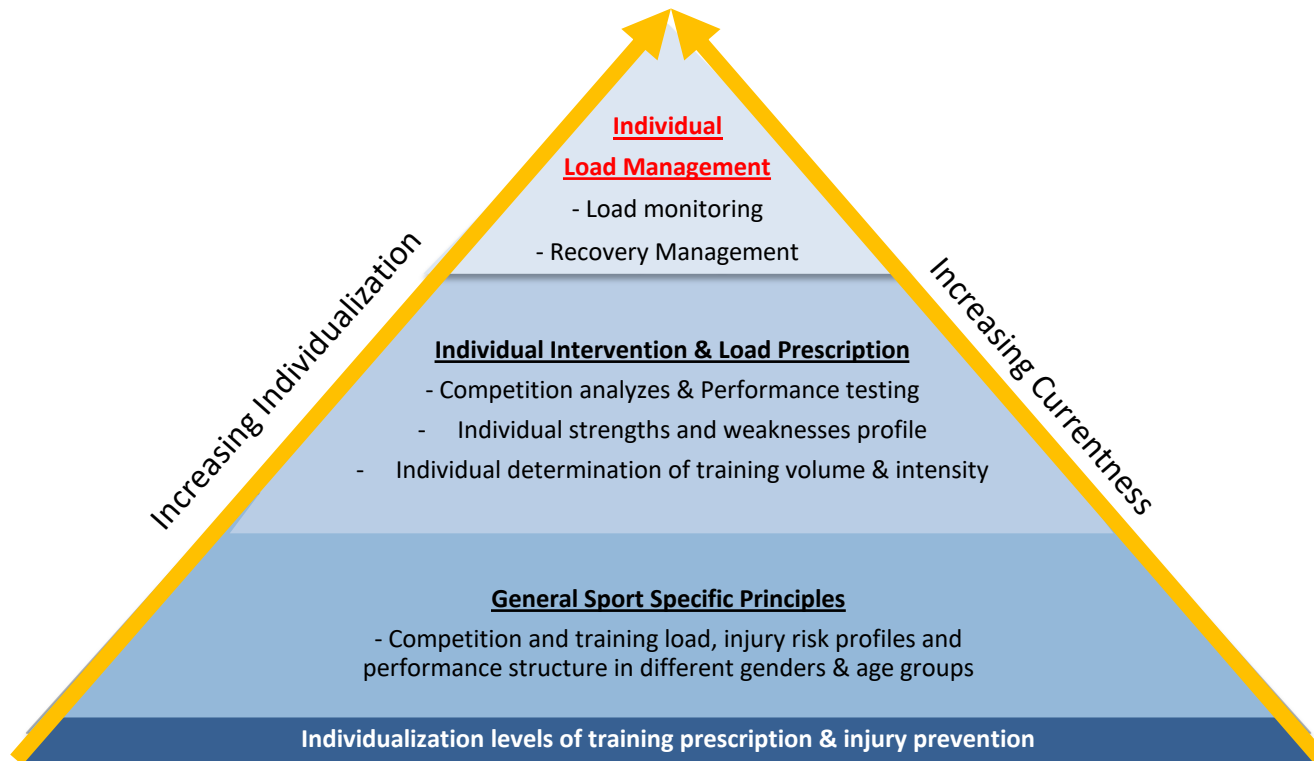 Individual
Load Management
- Load monitoring
- Recovery Management
Increasing Individualization
Increasing Currentness
Individual Intervention & Load Prescription
- Competition analyzes & Performance testing
- Individual strengths and weaknesses profile
- Individual determination of training volume & intensity
General Sport Specific Principles
- Competition and training load, injury risk profiles and
performance structure in different genders & age groups
Individualization levels of training prescription & injury prevention